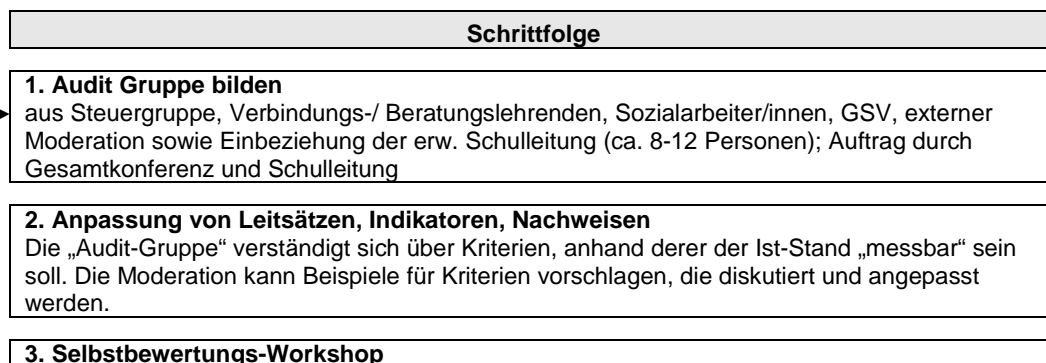 Schrittfolge
1. Audit Gruppe bilden
aus Steuergruppe, Verbindungs-/ Beratungslehrenden, Sozialarbeiter/innen, GSV, externer
Moderation sowie Einbeziehung der erw. Schulleitung (ca. 8-12 Personen); Auftrag durch
Gesamtkonferenz und Schulleitung
2. Anpassung von Leitsätzen, Indikatoren, Nachweisen
Die „Audit-Gruppe“ verständigt sich über Kriterien, anhand derer der Ist-Stand „messbar“ sein
soll. Die Moderation kann Beispiele für Kriterien vorschlagen, die diskutiert und angepasst
werden.
3. Selbstbewertungs-Workshop